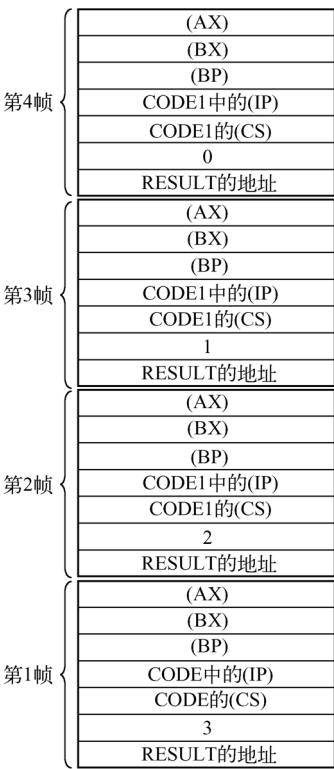 (AX)
(BX)
(BP)
第4帧
CODE1中的(IP)
CODE1的(CS)
0
RESULT的地址
(AX)
(BX)
(BP)
第3帧
CODE1中的(IP)
CODE1的(CS)
1
RESULT的地址
(AX)
(BX)
(BP)
第2帧
CODE1中的(IP)
CODE1的(CS)
2
RESULT的地址
(AX)
(BX)
(BP)
第1帧
CODE中的(IP)
CODE的(CS)
3
RESULT的地址